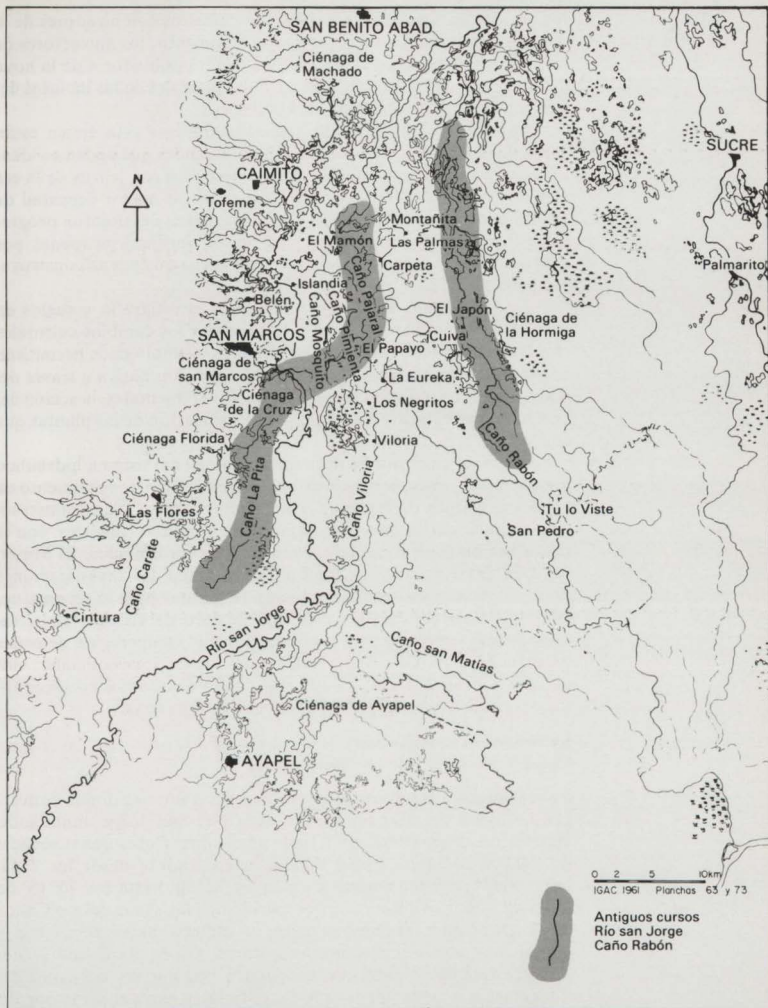 SAN BENITO ABAD
Ciénaga de
Machado
SUCRE
CAIMITO
N
Tofeme
Montañita
El Mamón
Las Palmas
Carpeta
Palmarito
Caño Pajaral
Islandia
Belén
Caño Mosquito
Caño Pimienta
El Japón
Ciénaga de
la Hormiga
SAN MARCOS
Cuiva
El Papayo
Ciénaga de
san Marcos
La Eureka
Ciénaga
de la Cruz
Los Negritos
Ciénaga Florida
Viloria
Caño Rabón
Caño La Pita
Caño Viloria
Las Flores
Tu lo Viste
San Pedro
Caño Carate
Cintura
Río san Jorge
Caño san Matías
Ciénaga de Ayapel
AYAPEL
0 2 5 10km
IGAC 1961 Planchas 63 y 73
Antiguos cursos
Río san Jorge
Caño Rabón